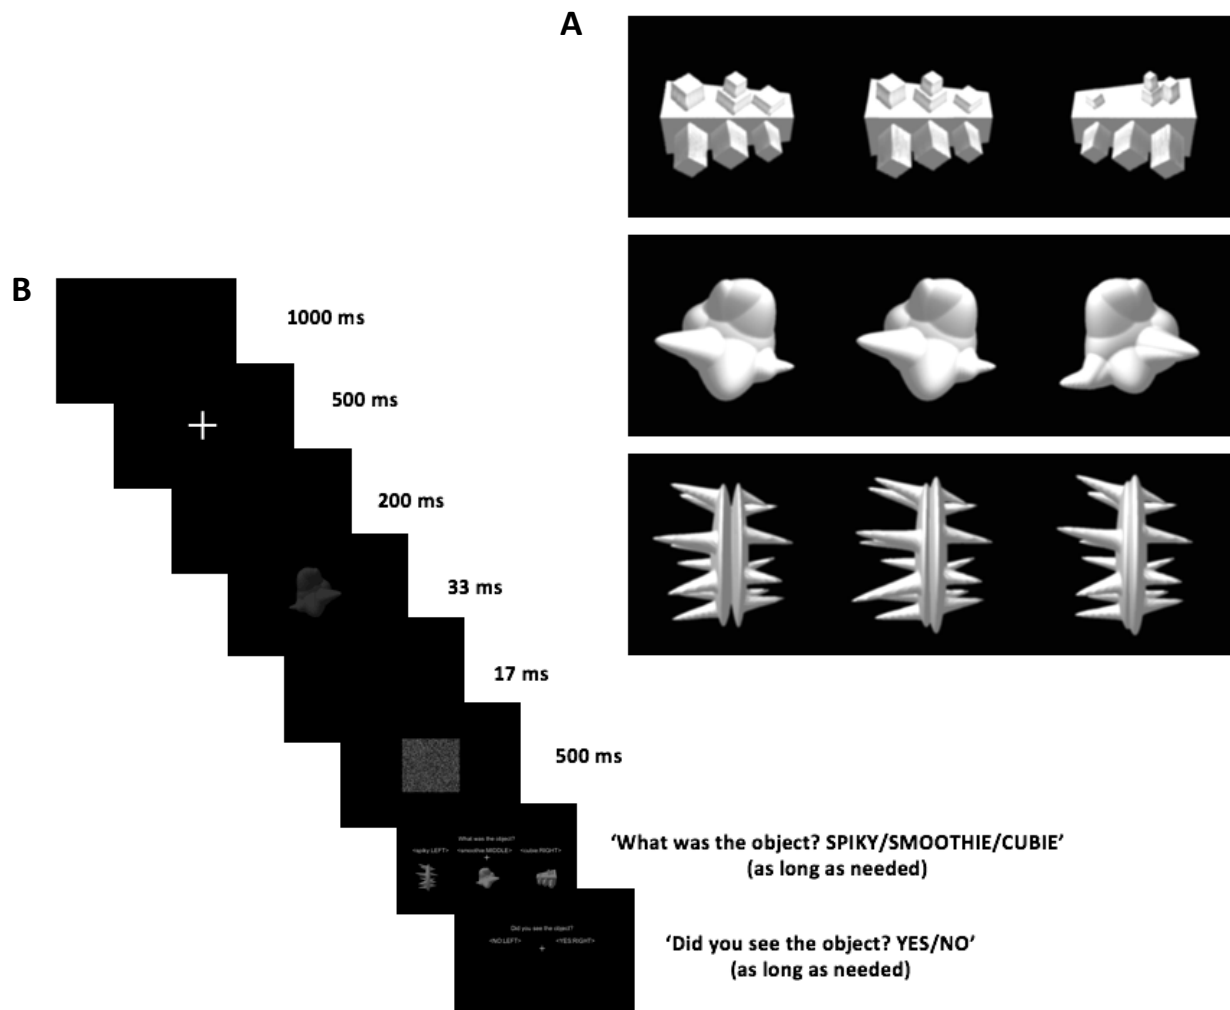 A
B
1000 ms
500 ms
200 ms
33 ms
17 ms
500 ms
What was the object?
<spiky LEFT> <smoothie MIDDLE> <cubie RIGHT>
'What was the object? SPIKY/SMOOTHIE/CUBIE'
(as long as needed)
Did you see the object?
<NO LEFT> <YES RIGHT>
'Did you see the object? YES/NO'
(as long as needed)